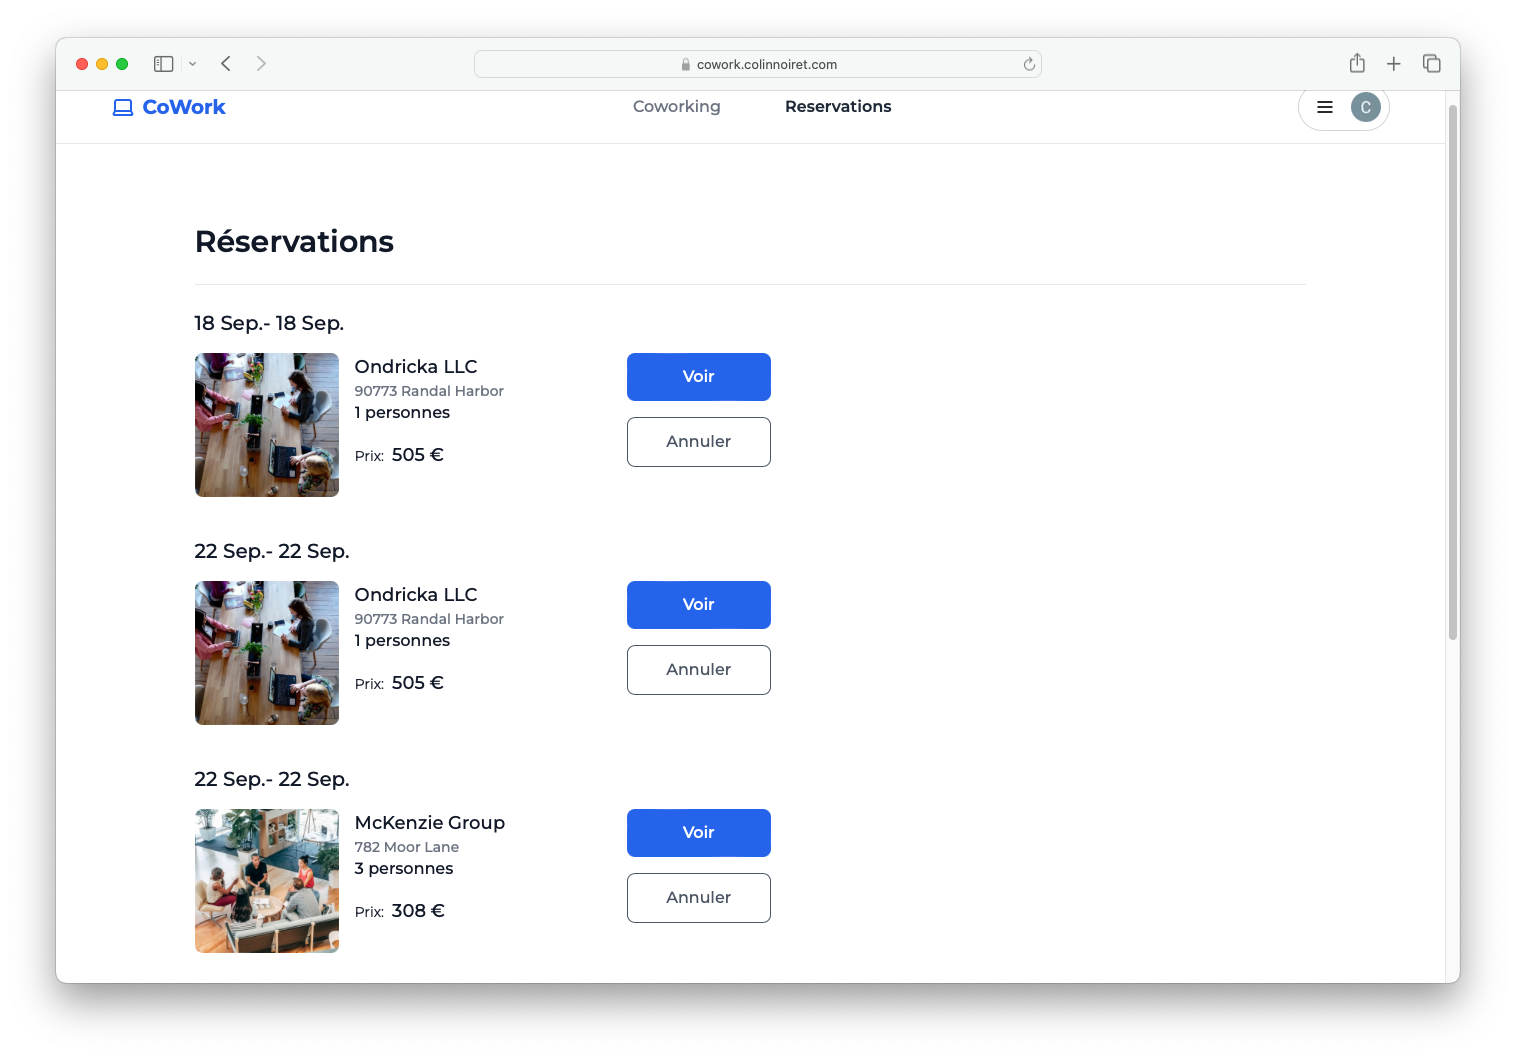 cowork.colinnoiret.com
CoWork
Coworking
Reservations
C
Réservations
18 Sep.- 18 Sep.
Ondricka LLC
90773 Randal Harbor
1 personnes
Prix: 505 €
Voir
Annuler
22 Sep.- 22 Sep.
Ondricka LLC
90773 Randal Harbor
1 personnes
Prix: 505 €
Voir
Annuler
22 Sep.- 22 Sep.
McKenzie Group
782 Moor Lane
3 personnes
Prix: 308 €
Voir
Annuler